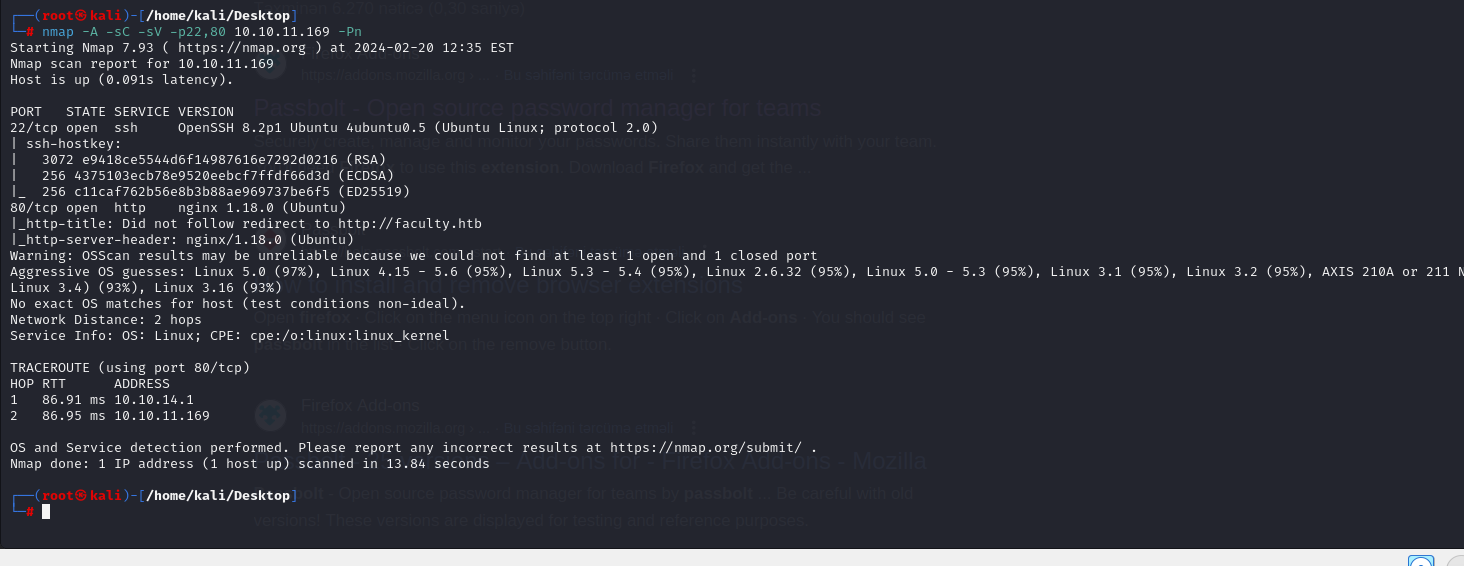 ┌──(root㉿kali)-[/home/kali/Desktop]
└─# nmap -A -sC -sV -p22,80 10.10.11.169 -Pn
Starting Nmap 7.93 ( https://nmap.org ) at 2024-02-20 12:35 EST
Nmap scan report for 10.10.11.169
Host is up (0.091s latency).
PORT   STATE SERVICE VERSION
22/tcp open  ssh     OpenSSH 8.2p1 Ubuntu 4ubuntu0.5 (Ubuntu Linux; protocol 2.0)
| ssh-hostkey:
|   3072 e9418ce5544d6f14987616e7292d0216 (RSA)
|   256 4375103ecb78e9520eebcf7ffdf66d3d (ECDSA)
|_  256 c11caf762b56e8b3b88ae969737be6f5 (ED25519)
80/tcp open  http    nginx 1.18.0 (Ubuntu)
|_http-title: Did not follow redirect to http://faculty.htb
|_http-server-header: nginx/1.18.0 (Ubuntu)
Warning: OSScan results may be unreliable because we could not find at least 1 open and 1 closed port
Aggressive OS guesses: Linux 5.0 (97%), Linux 4.15 - 5.6 (95%), Linux 5.3 - 5.4 (95%), Linux 2.6.32 (95%), Linux 5.0 - 5.3 (95%), Linux 3.1 (95%), Linux 3.2 (95%), AXIS 210A or 211 N
Linux 3.4) (93%), Linux 3.16 (93%)
No exact OS matches for host (test conditions non-ideal).
Network Distance: 2 hops
Service Info: OS: Linux; CPE: cpe:/o:linux:linux_kernel
TRACEROUTE (using port 80/tcp)
HOP RTT      ADDRESS
1   86.91 ms 10.10.14.1
2   86.95 ms 10.10.11.169
OS and Service detection performed. Please report any incorrect results at https://nmap.org/submit/ .
Nmap done: 1 IP address (1 host up) scanned in 13.84 seconds
┌──(root㉿kali)-[/home/kali/Desktop]
└─#